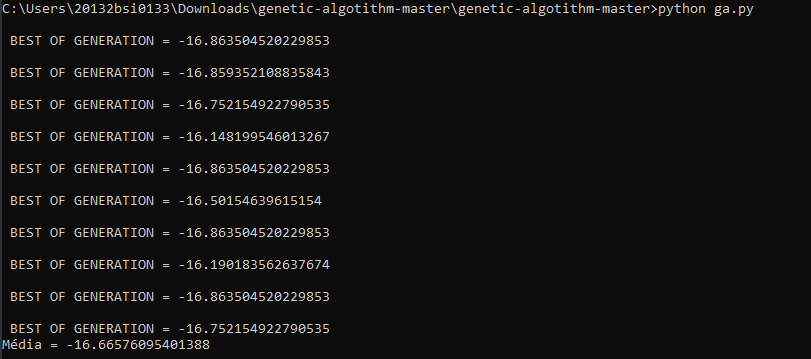 C:\Users\20132bsi0133\Downloads\genetic-algotithm-master\genetic-algotithm-master>python ga.py
BEST OF GENERATION = -16.863504520229853
BEST OF GENERATION = -16.859352108835843
BEST OF GENERATION = -16.752154922790535
BEST OF GENERATION = -16.148199546013267
BEST OF GENERATION = -16.863504520229853
BEST OF GENERATION = -16.50154639615154
BEST OF GENERATION = -16.863504520229853
BEST OF GENERATION = -16.190183562637674
BEST OF GENERATION = -16.863504520229853
BEST OF GENERATION = -16.752154922790535
Média = -16.66576095401388